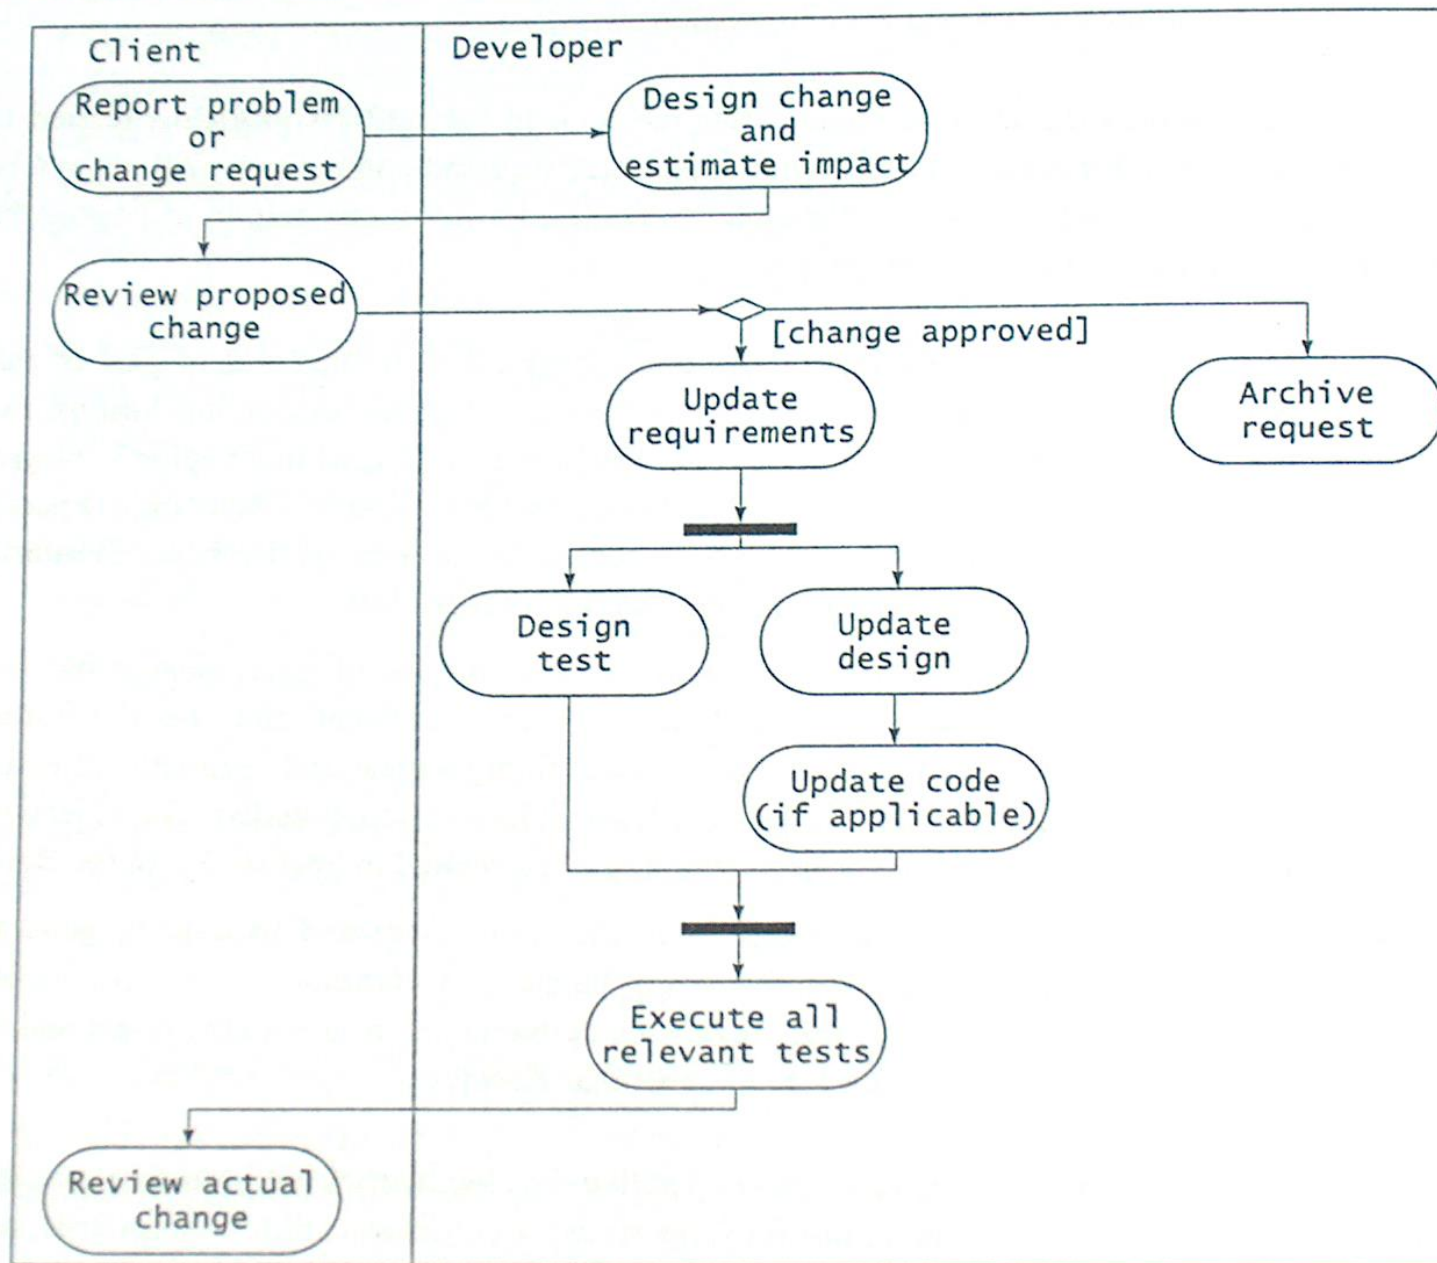 Client
Developer
Report problem
or
change request
Design change
and
estimate impact
Review proposed
change
[change approved]
Update
requirements
Archive
request
Design
test
Update
design
Update code
(if applicable)
Execute all
relevant tests
Review actual
change